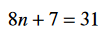 8n + 7 = 31